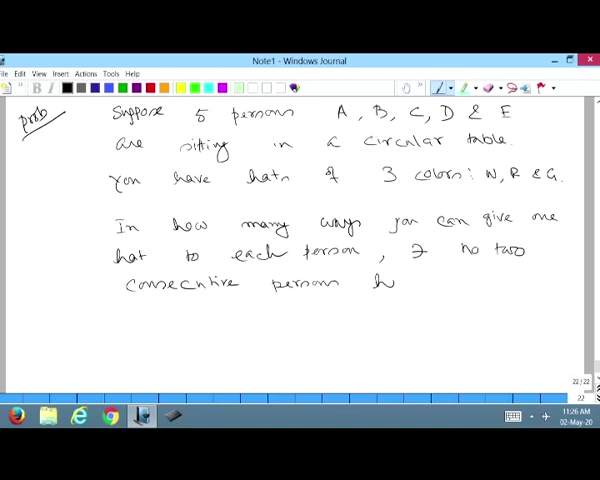 Note1 - Windows Journal
File Edit View Insert Actions Tools Help
prob
Suppose 5 persons A, B, C, D & E
are sitting in a circular table.
You have hats of 3 colors: W, R & G.
In how many ways you can give one
hat to each person, ∋ no two
consecutive persons h
22 / 22
22
11:26 AM
02-May-20